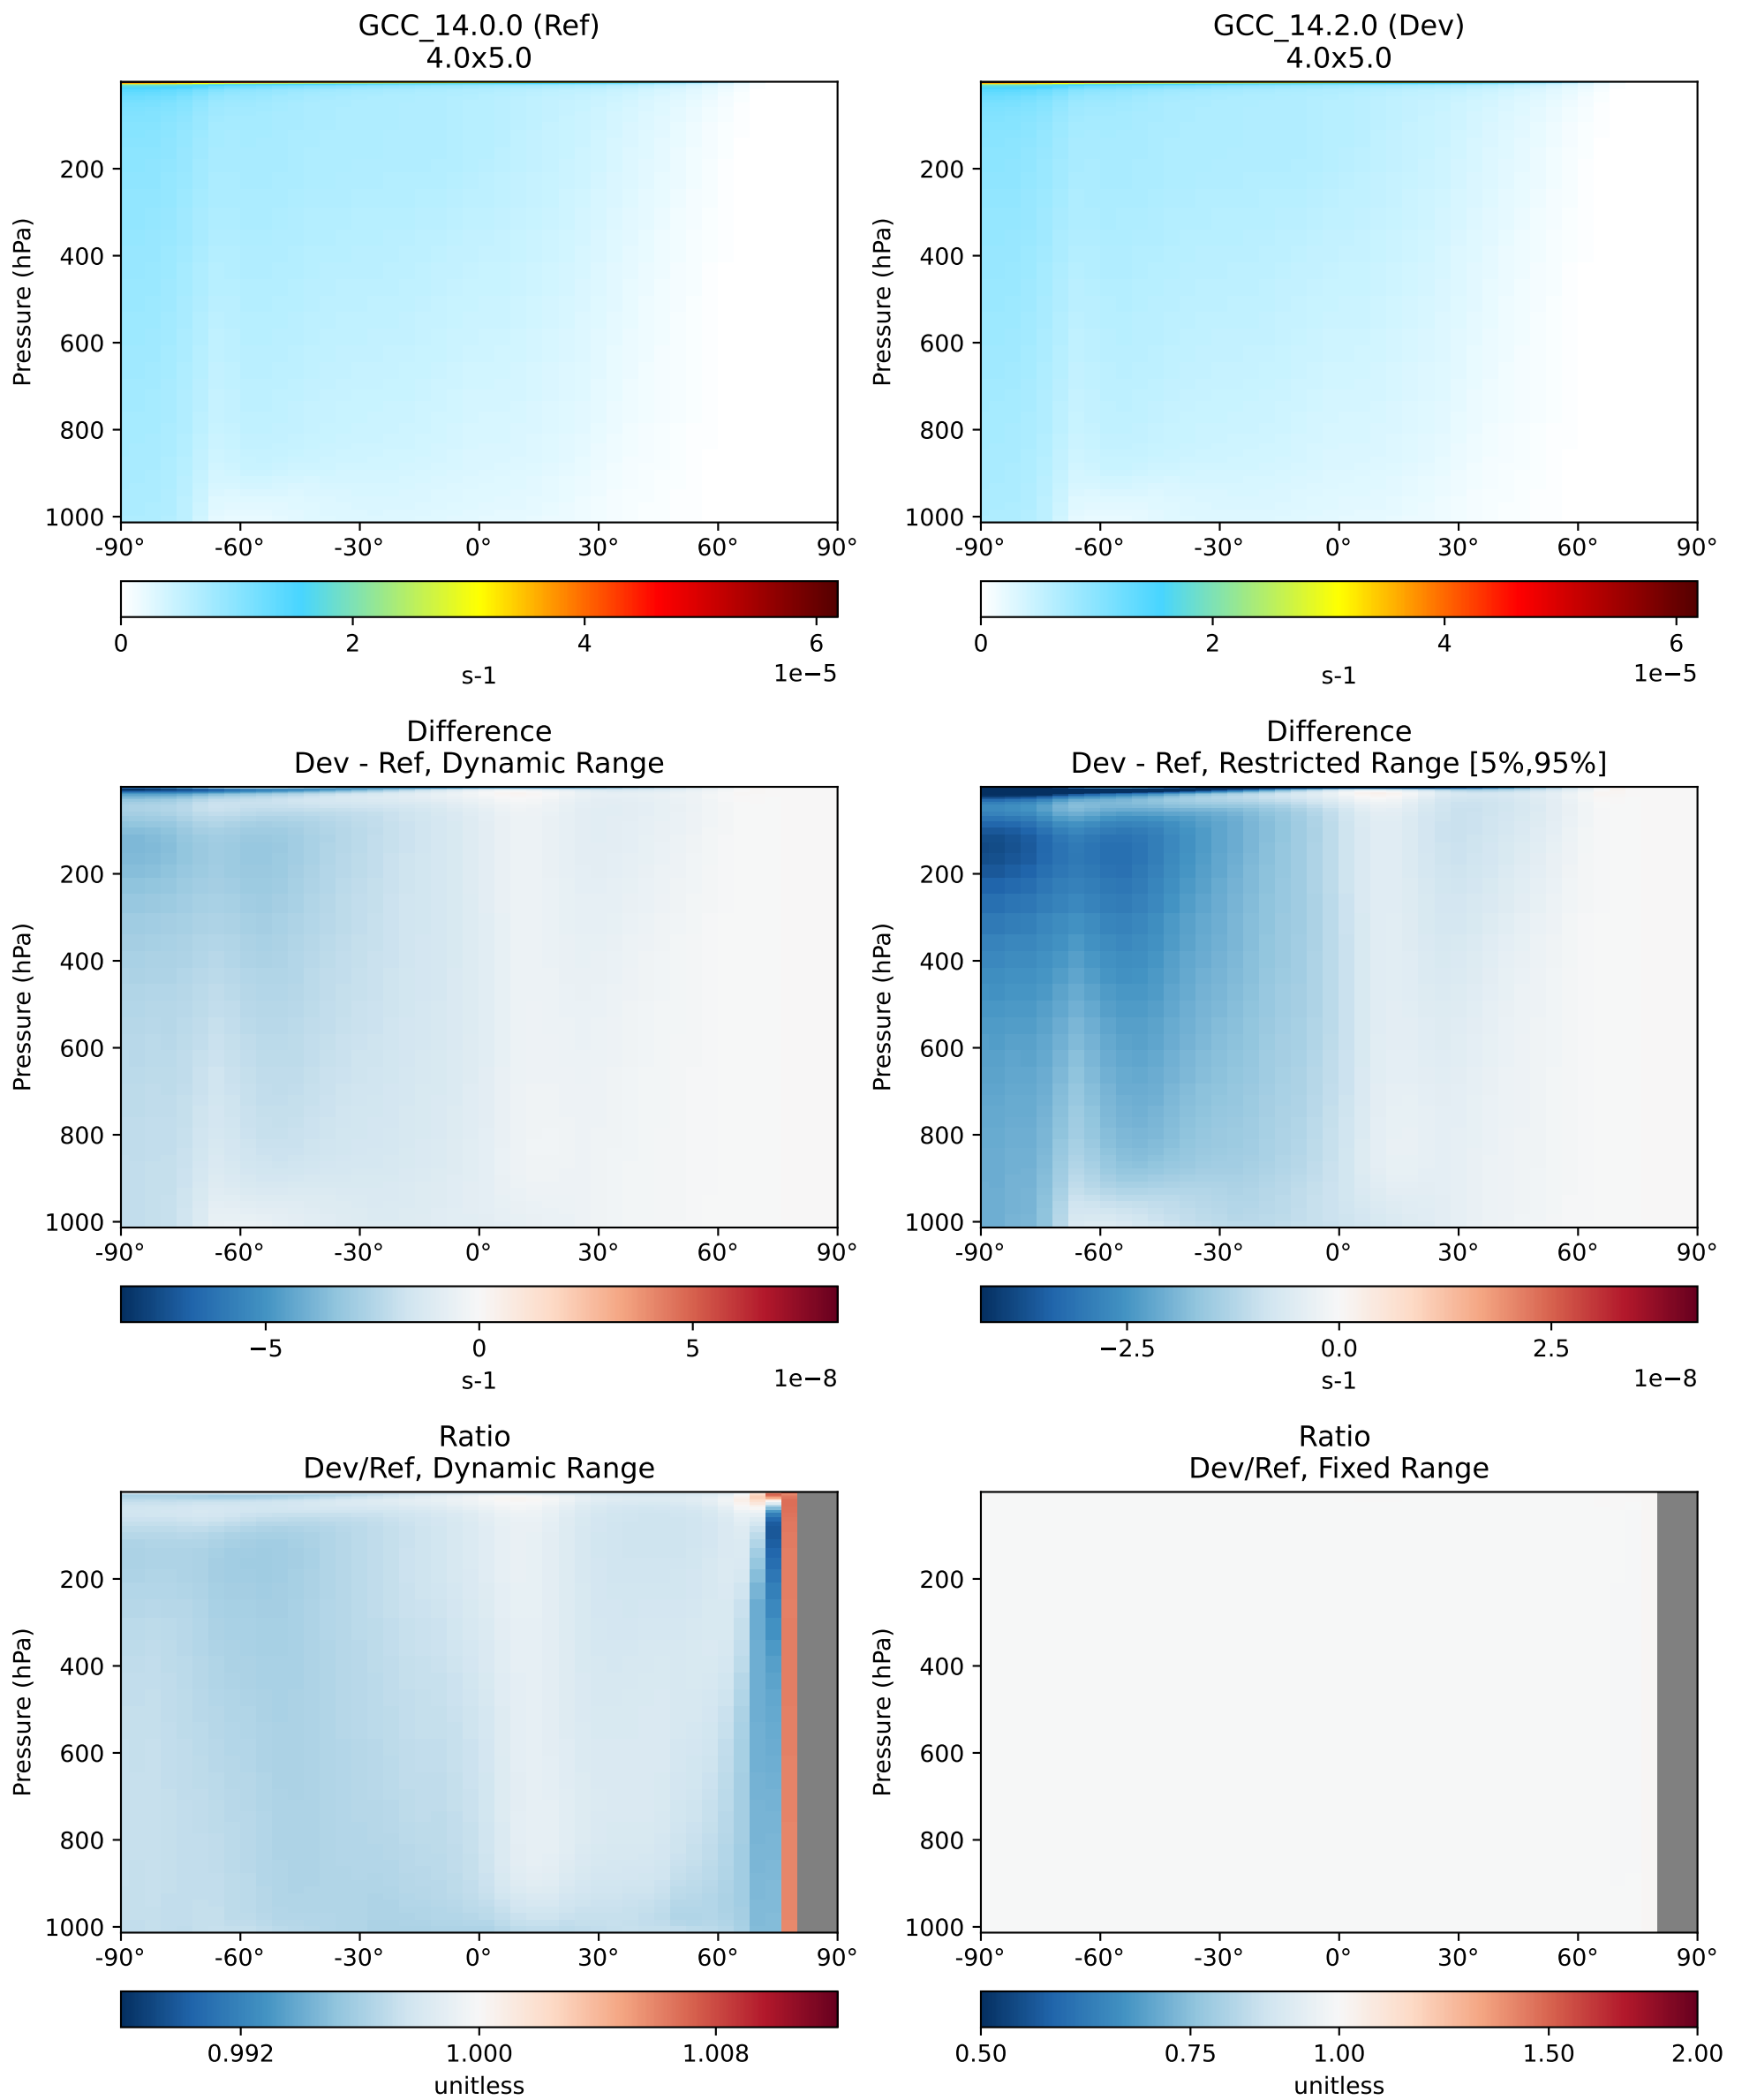 GCC_14.0.0 (Ref)
4.0x5.0
GCC_14.2.0 (Dev)
4.0x5.0
Pressure (hPa)
200
400
600
800
1000
-90° -60° -30° 0° 30° 60° 90°
Pressure (hPa)
200
400
600
800
1000
-90° -60° -30° 0° 30° 60° 90°
0 2 4 6
s-1 1e−5
0 2 4 6
s-1 1e−5
Difference
Dev - Ref, Dynamic Range
Difference
Dev - Ref, Restricted Range [5%,95%]
Pressure (hPa)
200
400
600
800
1000
-90° -60° -30° 0° 30° 60° 90°
Pressure (hPa)
200
400
600
800
1000
-90° -60° -30° 0° 30° 60° 90°
−5 0 5
s-1 1e−8
−2.5 0.0 2.5
s-1 1e−8
Ratio
Dev/Ref, Dynamic Range
Ratio
Dev/Ref, Fixed Range
Pressure (hPa)
200
400
600
800
1000
-90° -60° -30° 0° 30° 60° 90°
Pressure (hPa)
200
400
600
800
1000
-90° -60° -30° 0° 30° 60° 90°
0.992 1.000 1.008
unitless
0.50 0.75 1.00 1.50 2.00
unitless